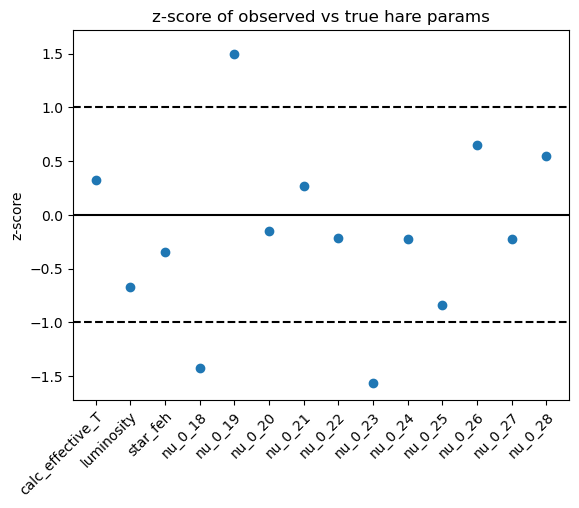 z-score of observed vs true hare params
z-score
1.5
1.0
0.5
0.0
−0.5
−1.0
−1.5
calc_effective_T
luminosity
star_feh
nu_0_18
nu_0_19
nu_0_20
nu_0_21
nu_0_22
nu_0_23
nu_0_24
nu_0_25
nu_0_26
nu_0_27
nu_0_28